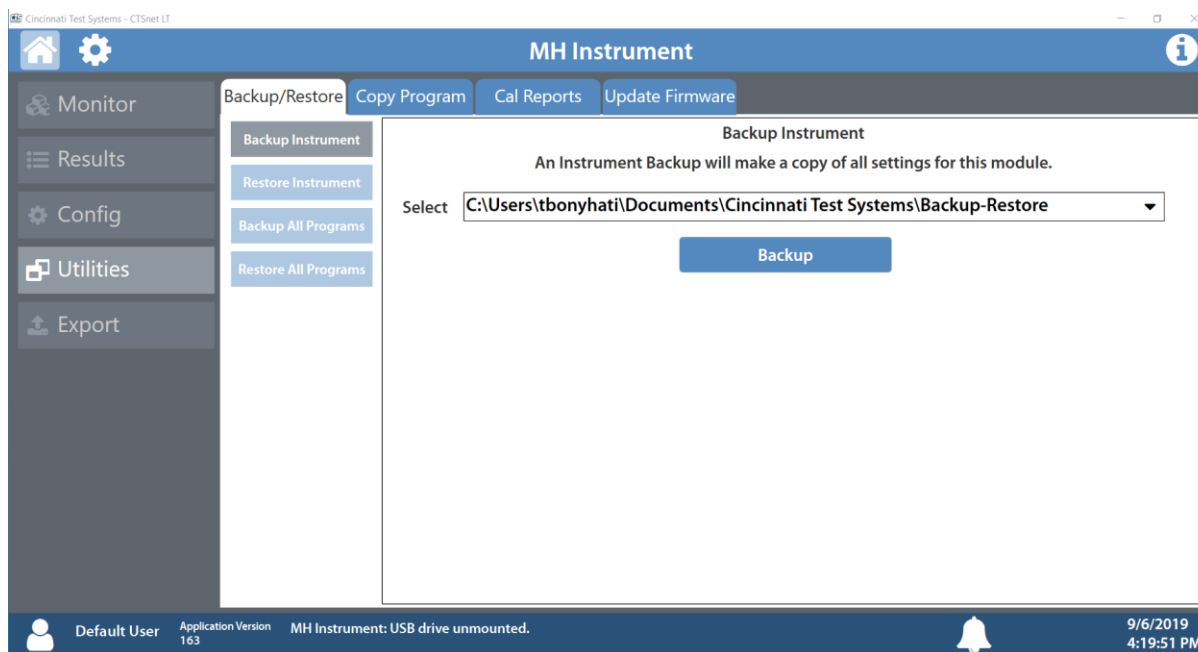 Cincinnati Test Systems - CTSnet LT
MH Instrument
Monitor
Results
Config
Utilities
Export
Backup/Restore
Copy Program
Cal Reports
Update Firmware
Backup Instrument
Restore Instrument
Backup All Programs
Restore All Programs
Backup Instrument
An Instrument Backup will make a copy of all settings for this module.
Select
C:\Users\tbonyhati\Documents\Cincinnati Test Systems\Backup-Restore
Backup
Default User
Application Version
163
MH Instrument: USB drive unmounted.
9/6/2019
4:19:51 PM